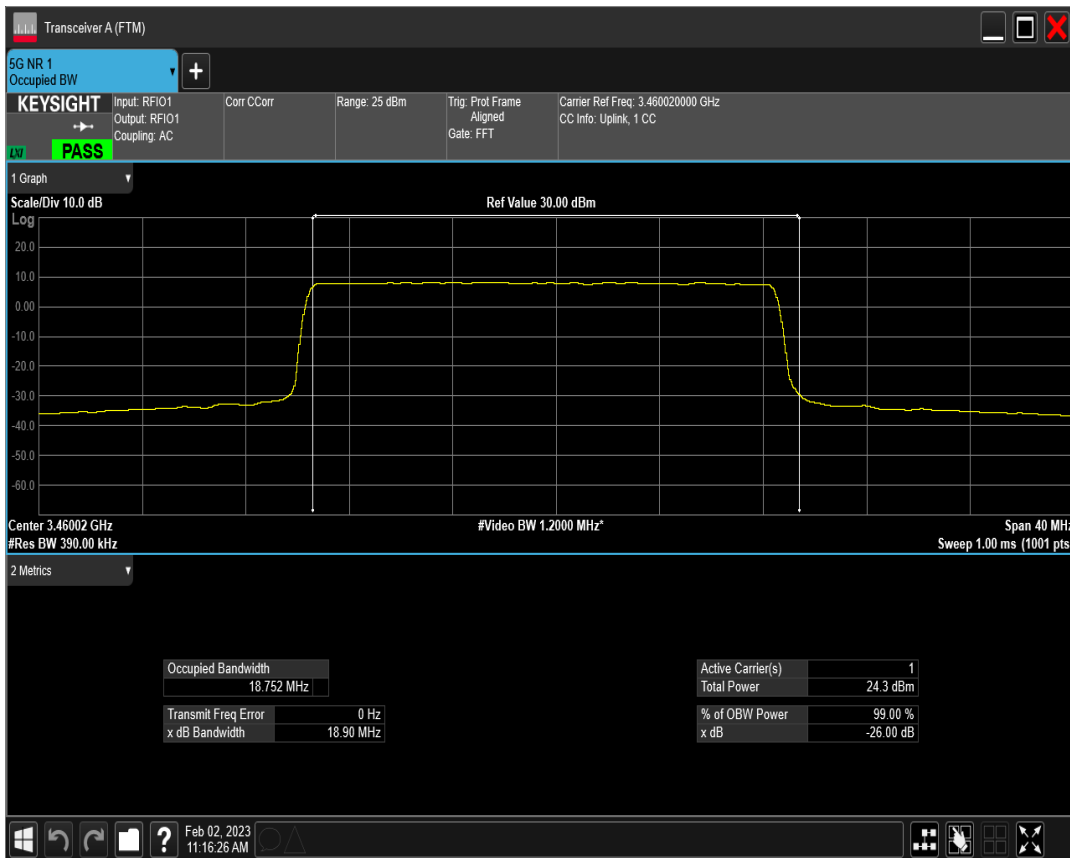 Transceiver A (FTM)
5G NR 1
Occupied BW
+
KEYSIGHT
LXI
PASS
Input: RFIO1
Output: RFIO1
Coupling: AC
Corr CCorr
Range: 25 dBm
Trig: Prot Frame
Aligned
Gate: FFT
Carrier Ref Freq: 3.460020000 GHz
CC Info: Uplink, 1 CC
1 Graph
Scale/Div 10.0 dB
Ref Value 30.00 dBm
Log
20.0
10.0
0.00
-10.0
-20.0
-30.0
-40.0
-50.0
-60.0
Center 3.46002 GHz
#Video BW 1.2000 MHz*
Span 40 MHz
#Res BW 390.00 kHz
Sweep 1.00 ms (1001 pts
2 Metrics
Occupied Bandwidth
18.752 MHz
Transmit Freq Error 0 Hz
x dB Bandwidth 18.90 MHz
Active Carrier(s) 1
Total Power 24.3 dBm
% of OBW Power 99.00 %
x dB -26.00 dB
?
Feb 02, 2023
11:16:26 AM